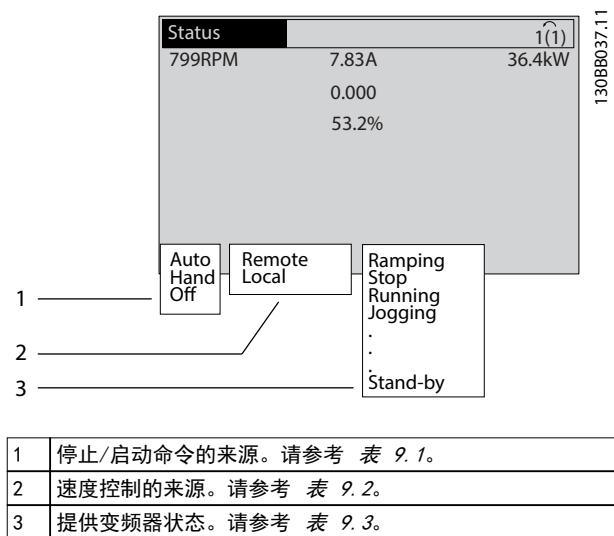 Status 1(1)
799RPM 7.83A 36.4kW
0.000
53.2%
130BB037.11
Auto
Hand
Off
Remote
Local
Ramping
Stop
Running
Jogging
.
.
.
Stand-by
1
2
3
1 停止/启动命令的来源。请参考 表 9.1。
2 速度控制的来源。请参考 表 9.2。
3 提供变频器状态。请参考 表 9.3。